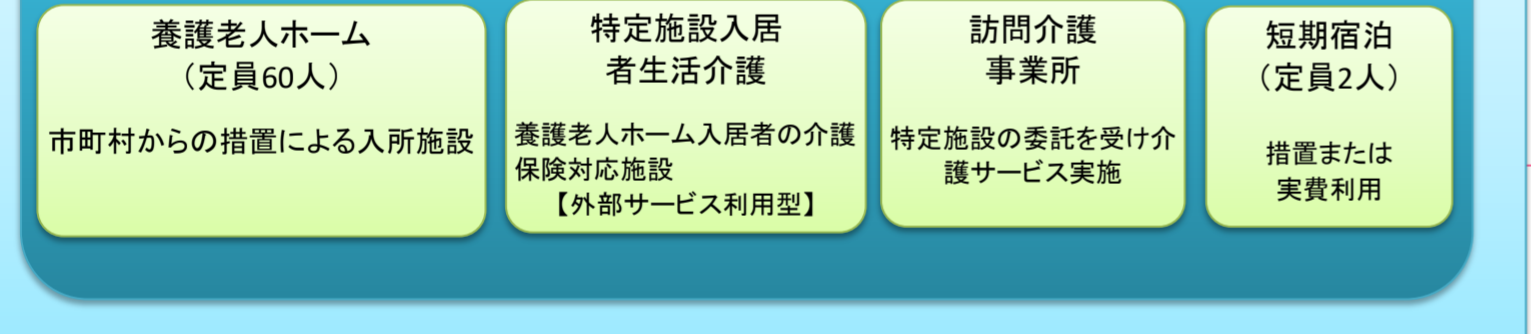 養護老人ホーム
（定員60人）
市町村からの措置による入所施設
特定施設入居
者生活介護
養護老人ホーム入居者の介護
保険対応施設
【外部サービス利用型】
訪問介護
事業所
特定施設の委託を受け介
護サービス実施
短期宿泊
（定員2人）
措置または
実費利用